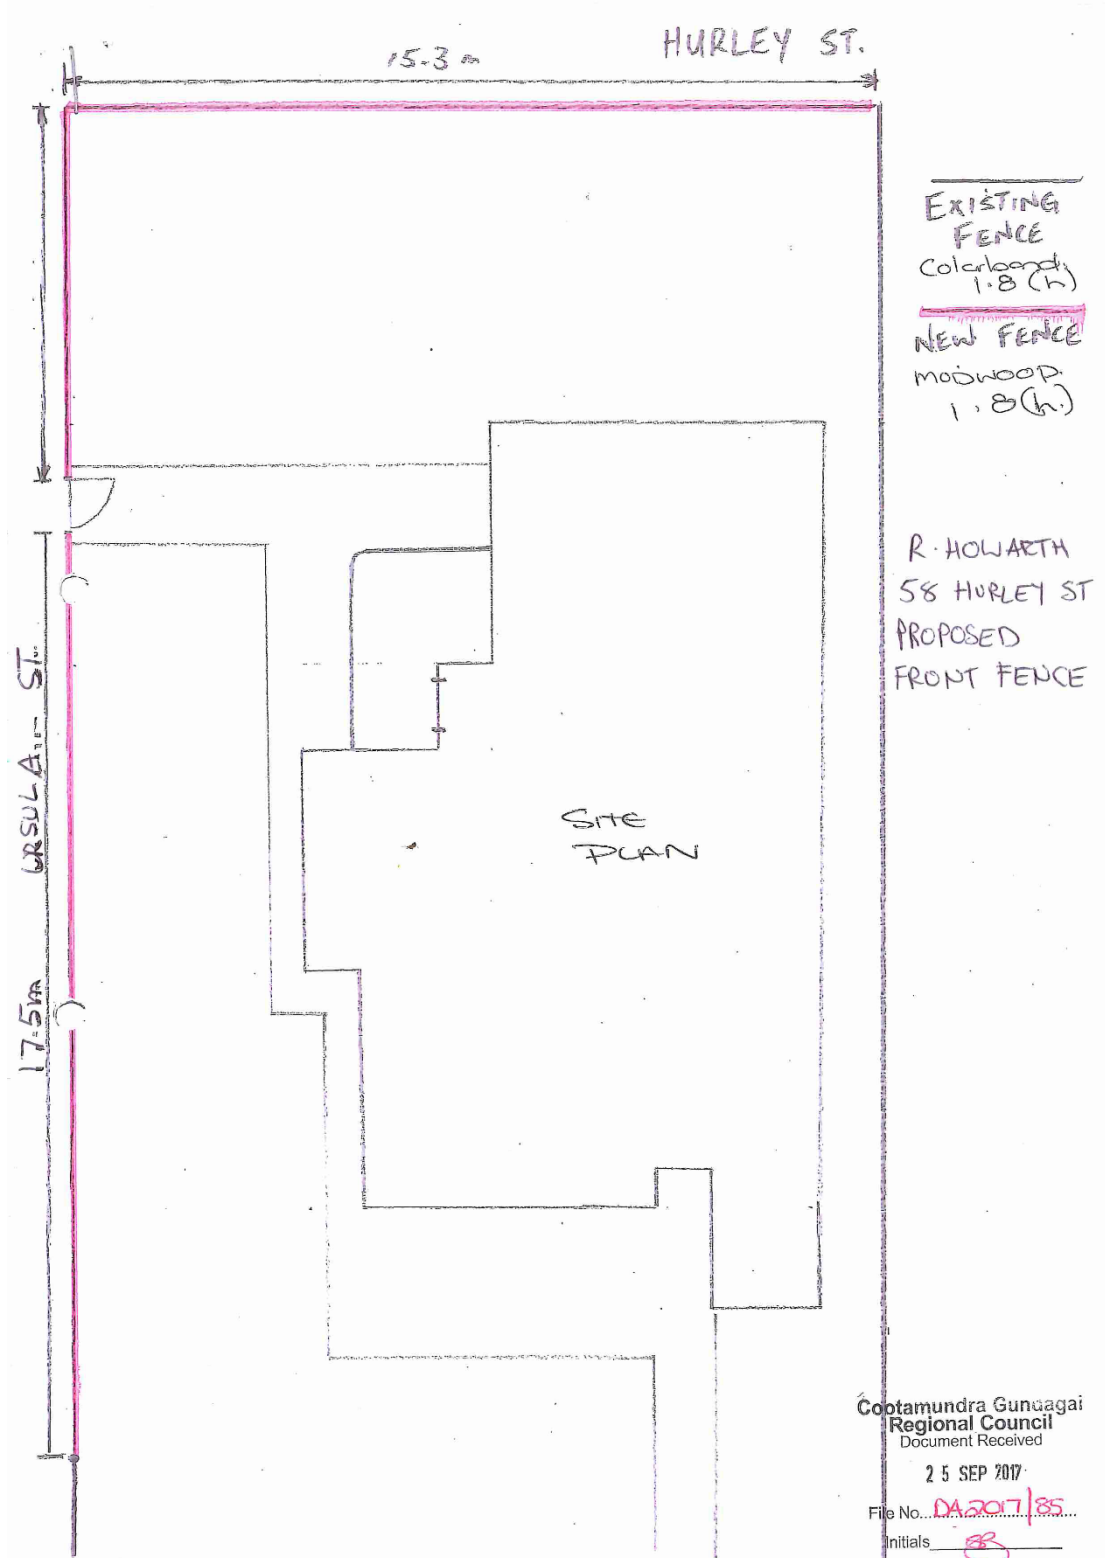 HURLEY ST.
15.3 m
EXISTING
FENCE
Colorbond
1.8 (h)
NEW FENCE
MODWOOD.
1.8(h.)
R. HOWARTH
58 HURLEY ST
PROPOSED
FRONT FENCE
URSULA ST.
17.5m
SITE
PLAN
Cootamundra Gundagai
Regional Council
Document Received
25 SEP 2017
File No. DA2017/85
Initials